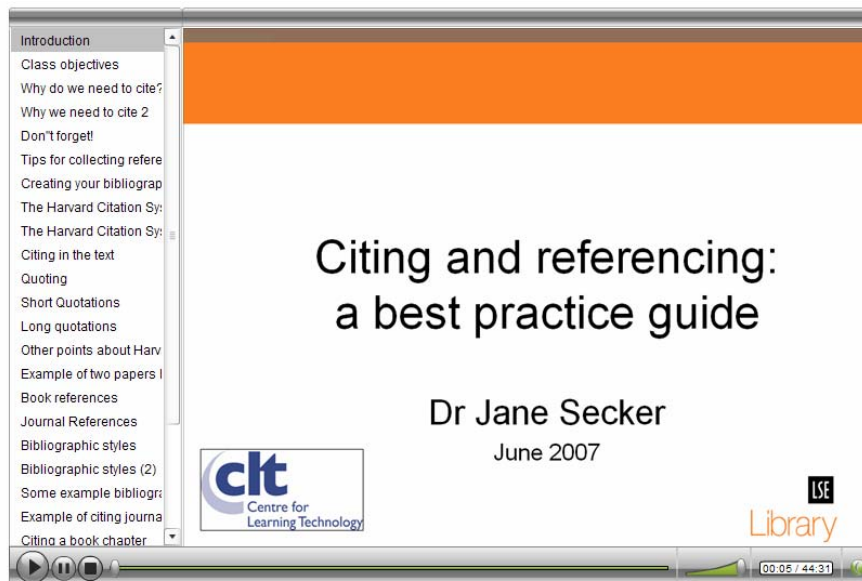 Introduction
Class objectives
Why do we need to cite?
Why we need to cite 2
Don"t forget!
Tips for collecting refere
Creating your bibliograp
The Harvard Citation Sy
The Harvard Citation Sy
Citing in the text
Quoting
Short Quotations
Long quotations
Other points about Harv
Example of two papers
Book references
Journal References
Bibliographic styles
Bibliographic styles (2)
Some example bibliogra
Example of citing journa
Citing a book chapter
Citing and referencing:
a best practice guide
Dr Jane Secker
June 2007
clt
Centre for
Learning Technology
LSE
Library
00:05 / 44:31